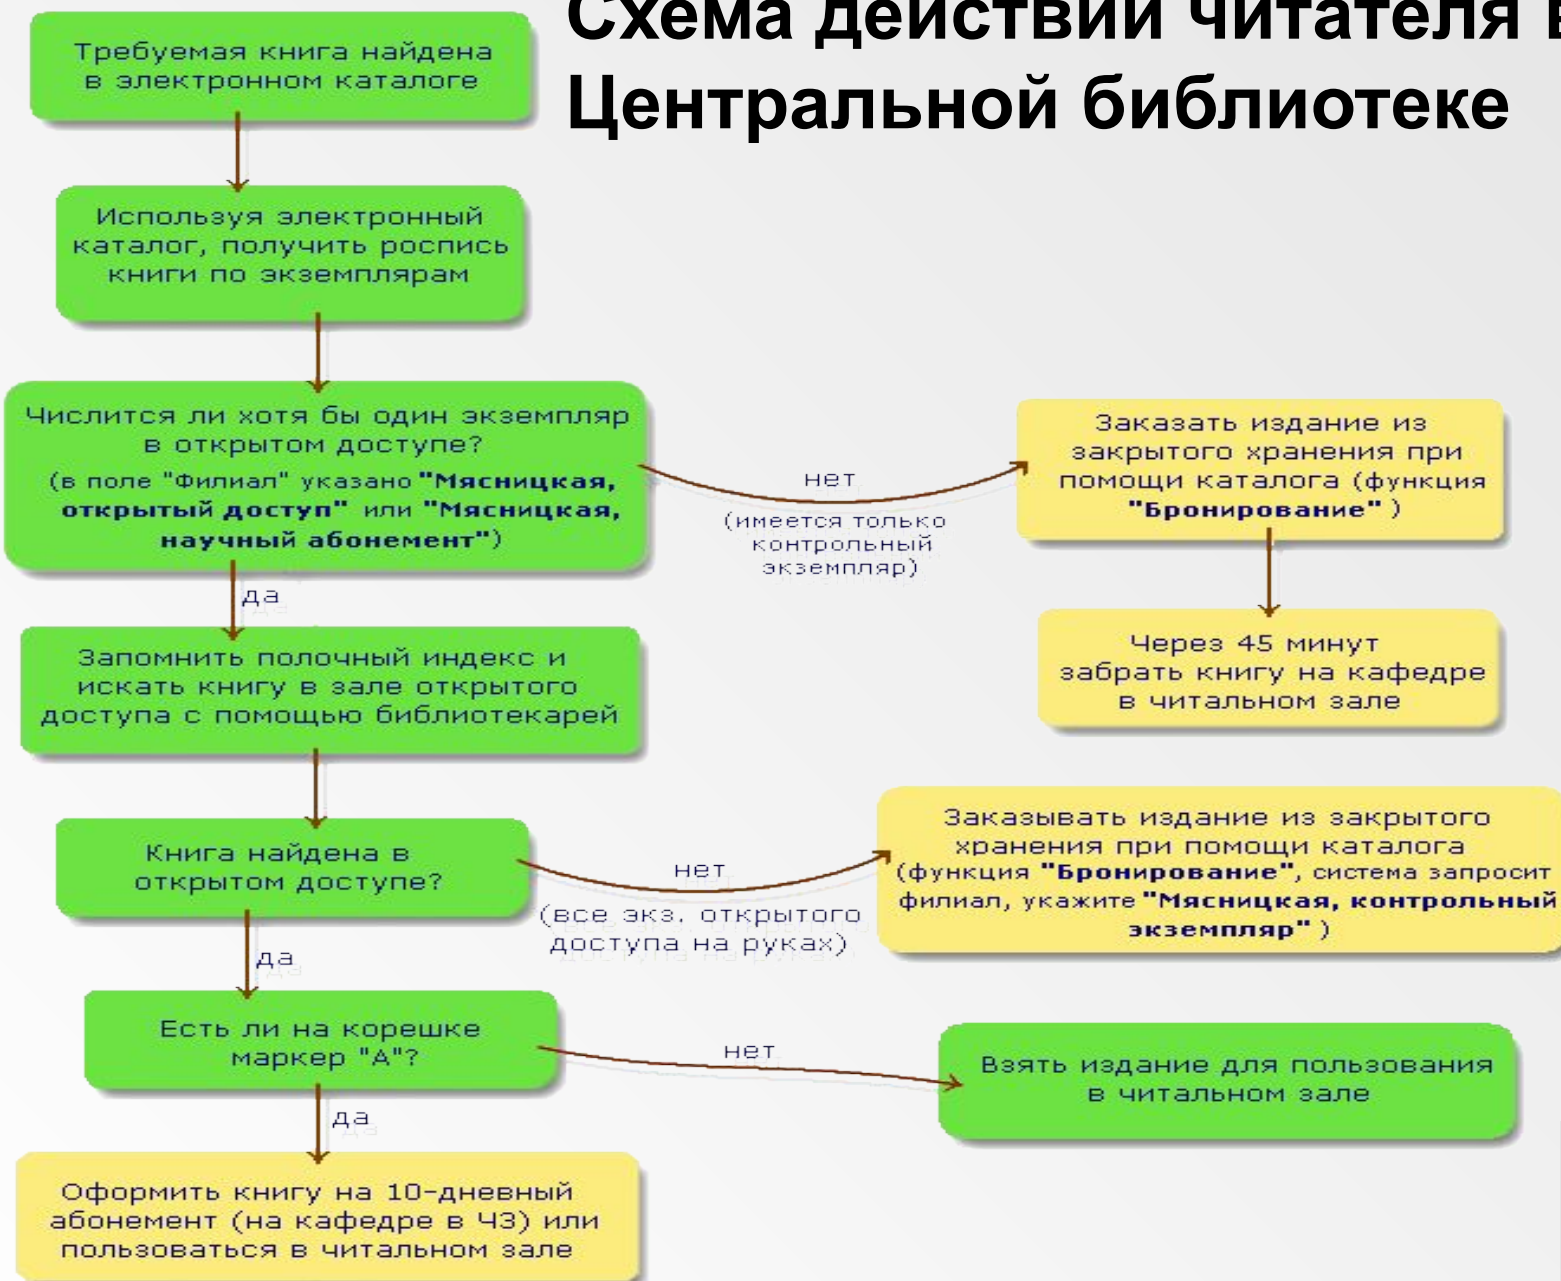 Схема действий читателя в
Центральной библиотеке
Требуемая книга найдена
в электронном каталоге
Используя электронный
каталог, получить роспись
книги по экземплярам
Числится ли хотя бы один экземпляр
в открытом доступе?
(в поле "Филиал" указано "Мясницкая,
открытый доступ" или "Мясницкая,
научный абонемент")
нет
(имеется только
контрольный
экземпляр)
Заказать издание из
закрытого хранения при
помощи каталога (функция
"Бронирование" )
Через 45 минут
забрать книгу на кафедре
в читальном зале
да
Запомнить полочный индекс и
искать книгу в зале открытого
доступа с помощью библиотекарей
Книга найдена в
открытом доступе?
нет
(все экз. открытого
доступа на руках)
Заказывать издание из закрытого
хранения при помощи каталога
(функция "Бронирование", система запросит
филиал, укажите "Мясницкая, контрольный
экземпляр" )
да
Есть ли на корешке
маркер "А"?
нет
Взять издание для пользования
в читальном зале
да
Оформить книгу на 10-дневный
абонемент (на кафедре в ЧЗ) или
пользоваться в читальном зале